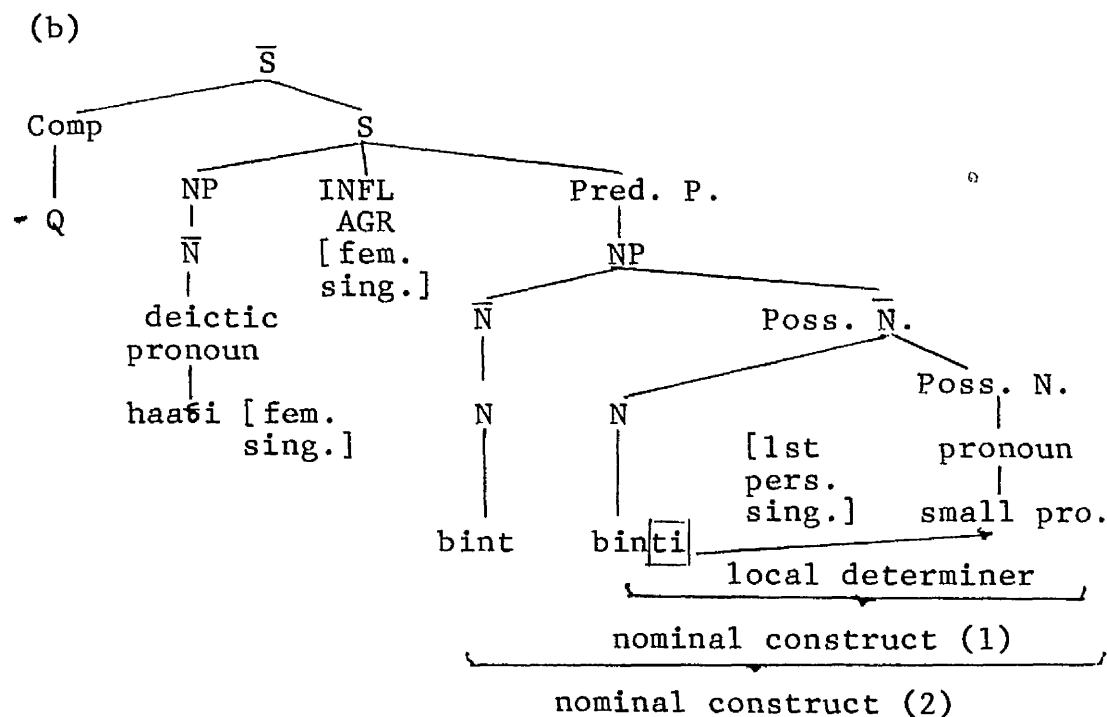 (b)
S̅
Comp S
NP INFL Pred. P.
Q AGR
N̅ [fem. NP
sing.]
deictic N̅ Poss. N̅.
pronoun
Poss. N.
haaδi [fem. N N
sing.]
[1st pronoun
pers.
sing.] small pro.
bint binti
local determiner
nominal construct (1)
nominal construct (2)